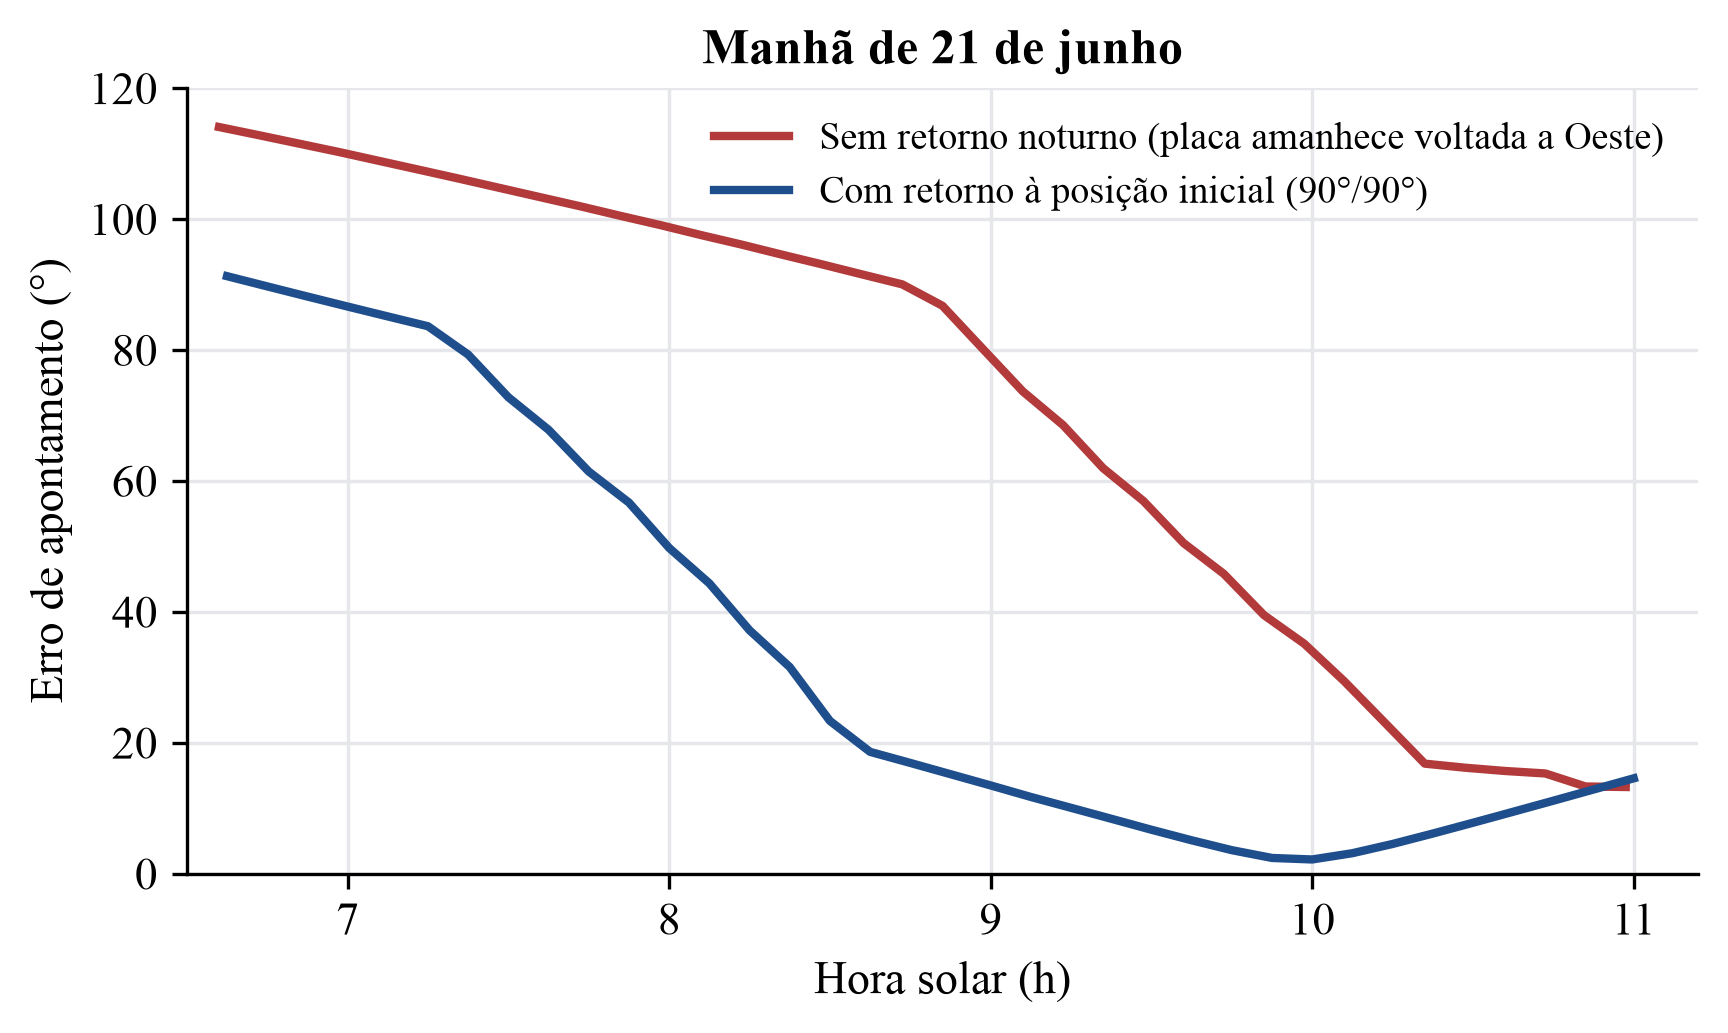 Manhã de 21 de junho
Sem retorno noturno (placa amanhece voltada a Oeste)
Com retorno à posição inicial (90°/90°)
Erro de apontamento (°)
120
100
80
60
40
20
0
7 8 9 10 11
Hora solar (h)